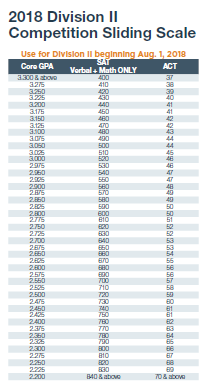 2018 Division II
Competition Sliding Scale
Use for Division II beginning Aug. 1, 2018
Core GPA SAT Verbal + Math ONLY ACT
3.300 & above 400 37
3.275 410 38
3.250 420 39
3.225 430 40
3.200 440 41
3.175 450 41
3.150 460 42
3.125 470 42
3.100 480 43
3.075 490 44
3.050 500 44
3.025 510 45
3.000 520 46
2.975 530 46
2.950 540 47
2.925 550 47
2.900 560 48
2.875 570 49
2.850 580 49
2.825 590 50
2.800 600 50
2.775 610 51
2.750 620 52
2.725 630 52
2.700 640 53
2.675 650 53
2.650 660 54
2.625 670 55
2.600 680 56
2.575 690 56
2.550 700 57
2.525 710 58
2.500 720 59
2.475 730 60
2.450 740 61
2.425 750 61
2.400 760 62
2.375 770 63
2.350 780 64
2.325 790 65
2.300 800 66
2.275 810 67
2.250 820 68
2.225 830 69
2.200 840 & above 70 & above